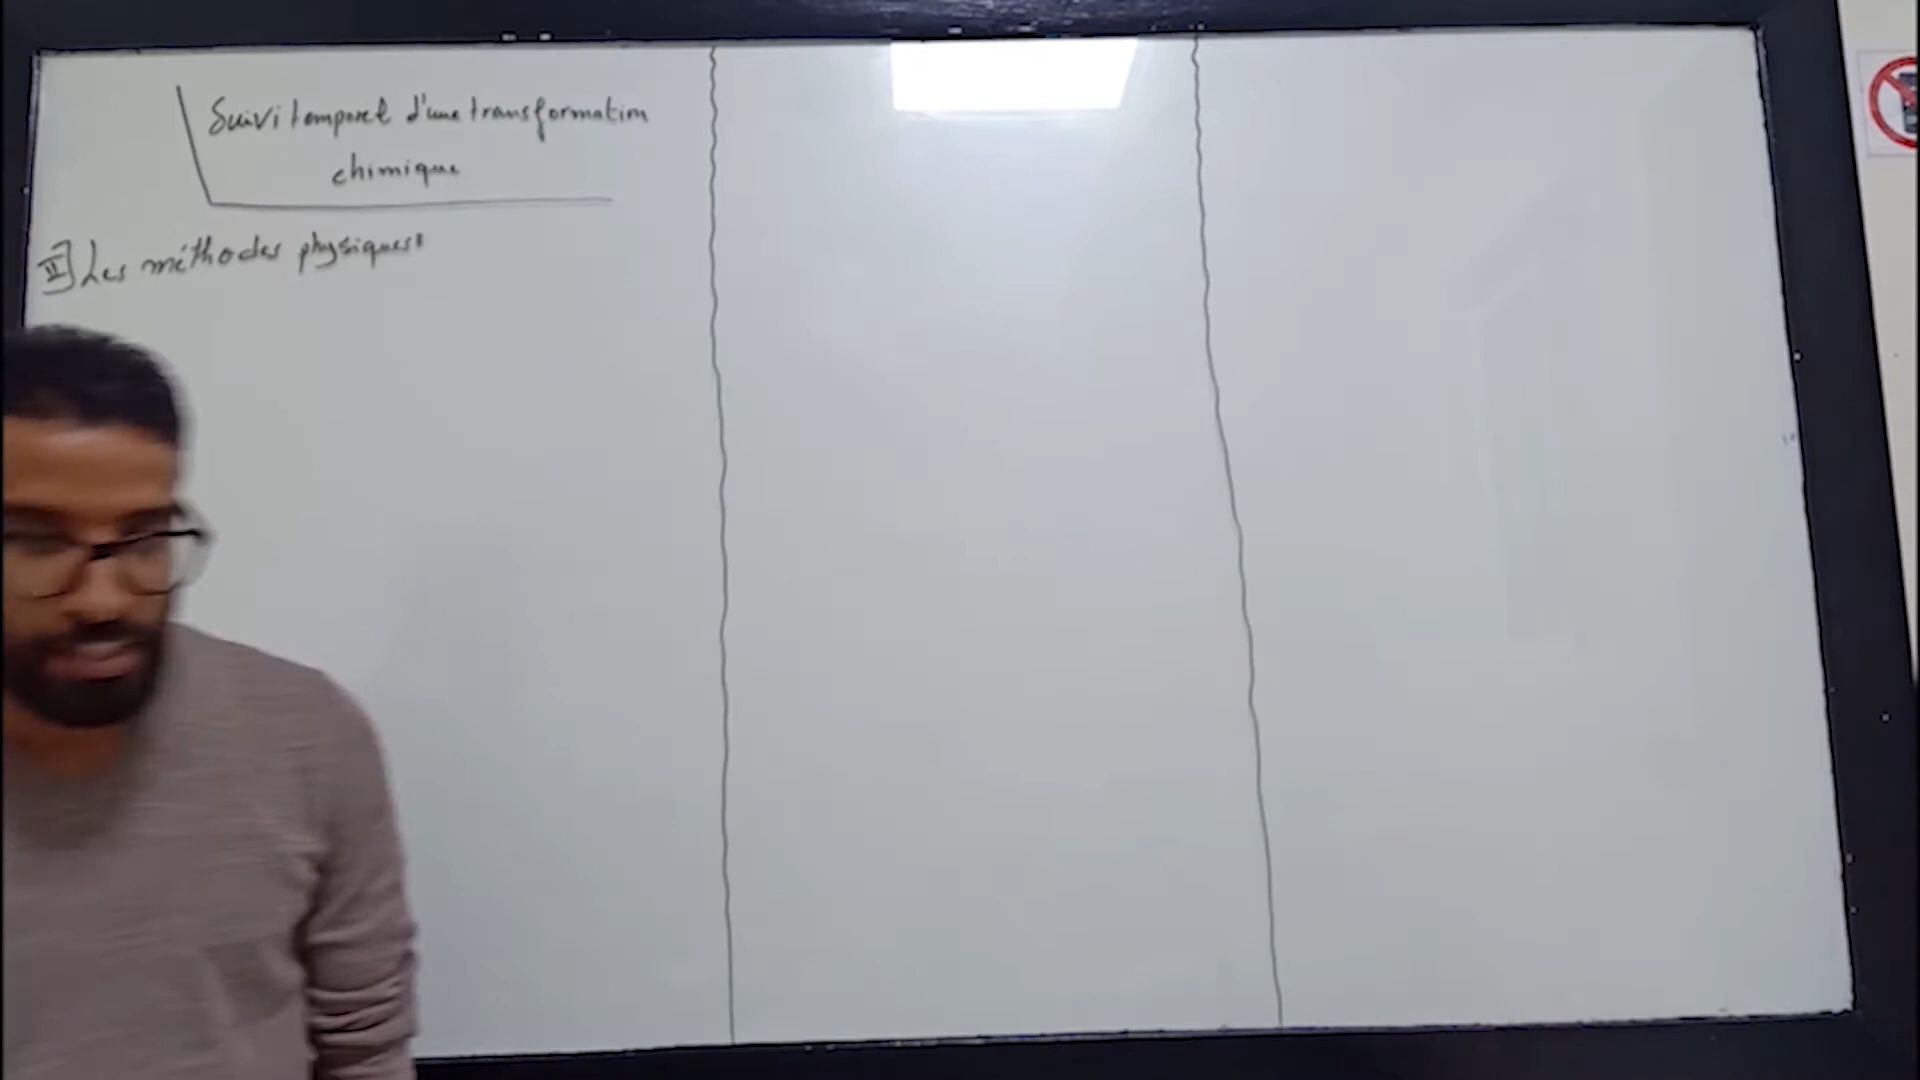 Suivi temporel d'une transformation
chimique
II] Les méthodes physiques: